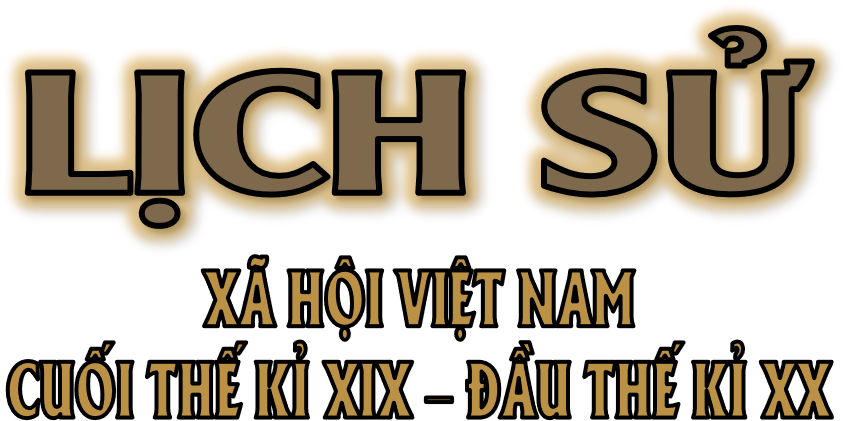 LỊCH SỬ
XÃ HỘI VIỆT NAM
CUỐI THẾ KỈ XIX – ĐẦU THẾ KỈ XX